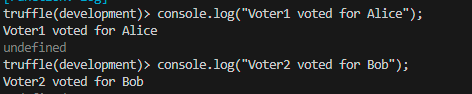 truffle(development)> console.log("Voter1 voted for Alice");
Voter1 voted for Alice
undefined
truffle(development)> console.log("Voter2 voted for Bob");
Voter2 voted for Bob